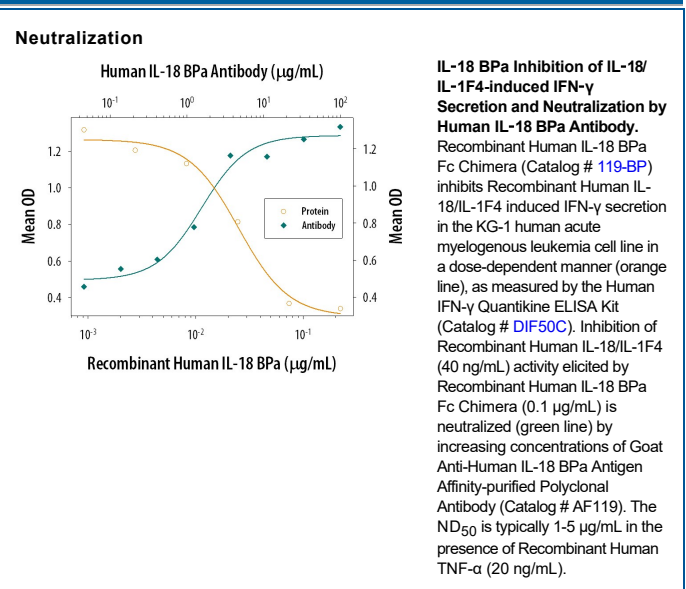 Neutralization
Human IL-18 BPa Antibody (µg/mL)
10-1 100 101 102
1.2
1.0
0.8
0.6
0.4
Mean OD
Protein
Antibody
1.2
1.0
0.8
0.6
0.4
Mean OD
10-3 10-2 10-1
Recombinant Human IL-18 BPa (µg/mL)
IL-18 BPa Inhibition of IL-18/
IL-1F4-induced IFN-γ
Secretion and Neutralization by
Human IL-18 BPa Antibody.
Recombinant Human IL-18 BPa
Fc Chimera (Catalog # 119-BP)
inhibits Recombinant Human IL-
18/IL-1F4 induced IFN-γ secretion
in the KG-1 human acute
myelogenous leukemia cell line in
a dose-dependent manner (orange
line), as measured by the Human
IFN-γ Quantikine ELISA Kit
(Catalog # DIF50C). Inhibition of
Recombinant Human IL-18/IL-1F4
(40 ng/mL) activity elicited by
Recombinant Human IL-18 BPa
Fc Chimera (0.1 µg/mL) is
neutralized (green line) by
increasing concentrations of Goat
Anti-Human IL-18 BPa Antigen
Affinity-purified Polyclonal
Antibody (Catalog # AF119). The
ND50 is typically 1-5 µg/mL in the
presence of Recombinant Human
TNF-α (20 ng/mL).